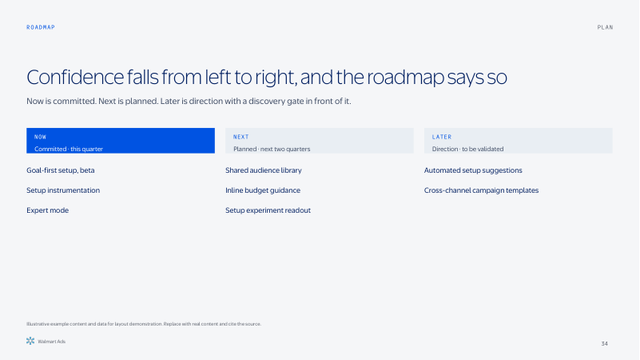 ROADMAP
PLAN
Confidence falls from left to right, and the roadmap says so
Now is committed. Next is planned. Later is direction with a discovery gate in front of it.
NOW
Committed · this quarter
Goal-first setup, beta
Setup instrumentation
Expert mode
NEXT
Planned · next two quarters
Shared audience library
Inline budget guidance
Setup experiment readout
LATER
Direction · to be validated
Automated setup suggestions
Cross-channel campaign templates
Illustrative example content and data for layout demonstration. Replace with real content and cite the source.
Walmart Ads
34